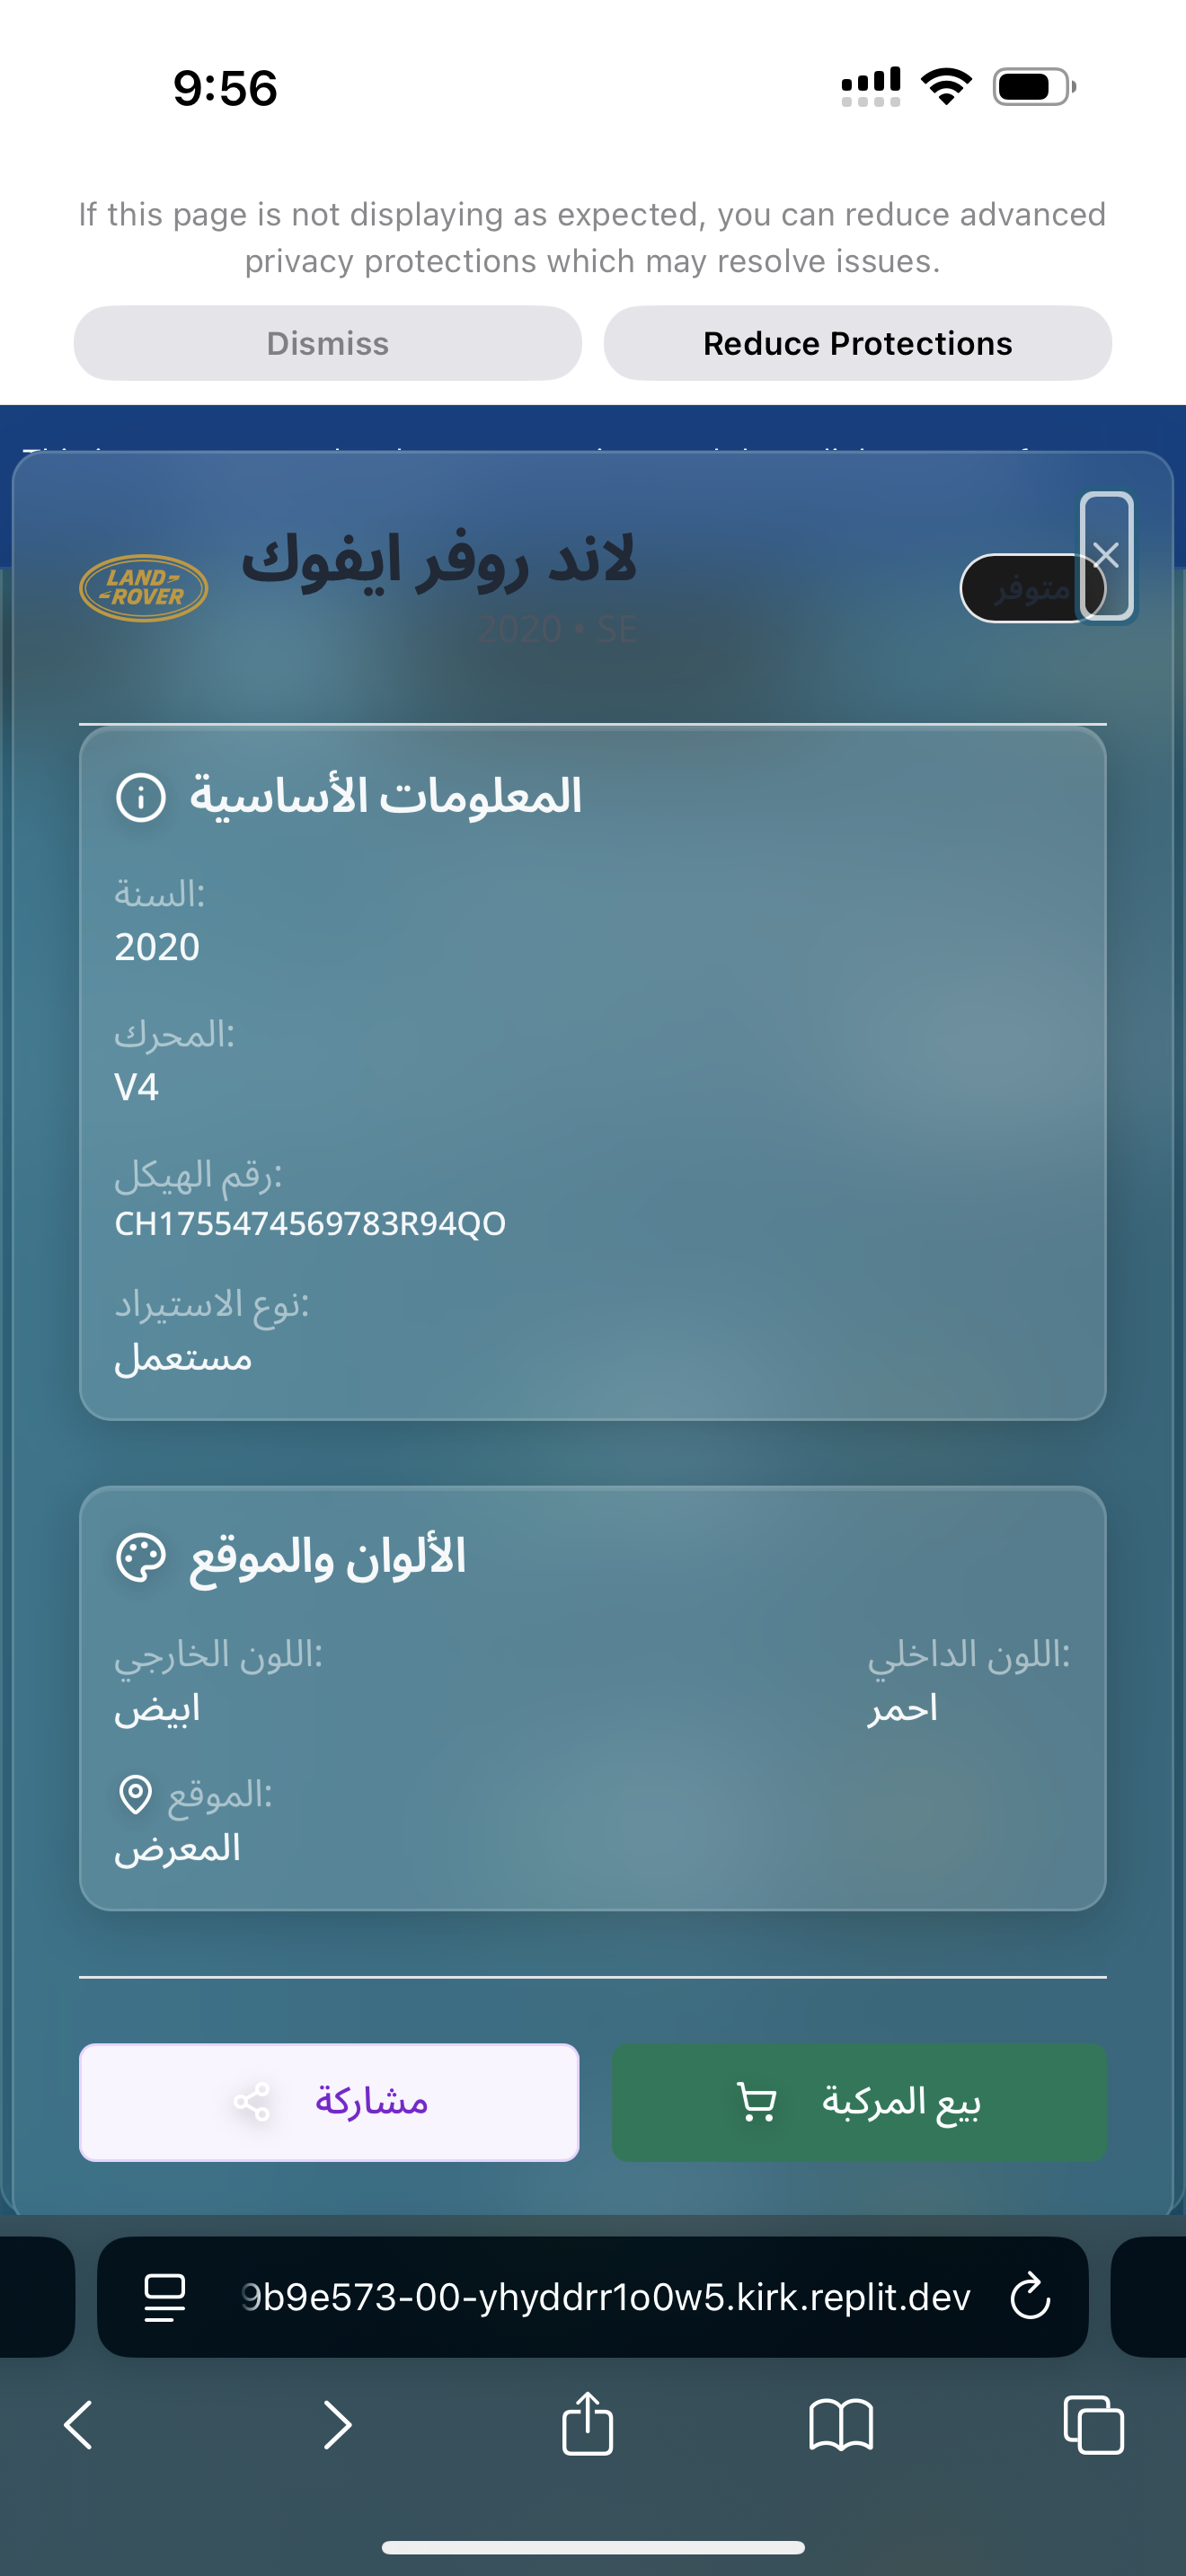 9:56
If this page is not displaying as expected, you can reduce advanced
privacy protections which may resolve issues.
Dismiss
Reduce Protections
LAND
ROVER
لاند روفر ايفوك
2020 • SE
متوفر
المعلومات الأساسية
السنة:
2020
المحرك:
V4
رقم الهيكل:
CH1755474569783R94QO
نوع الاستيراد:
مستعمل
الألوان والموقع
اللون الخارجي:
ابيض
اللون الداخلي:
احمر
الموقع:
المعرض
مشاركة
بيع المركبة
9b9e573-00-yhyddrr1o0w5.kirk.replit.dev